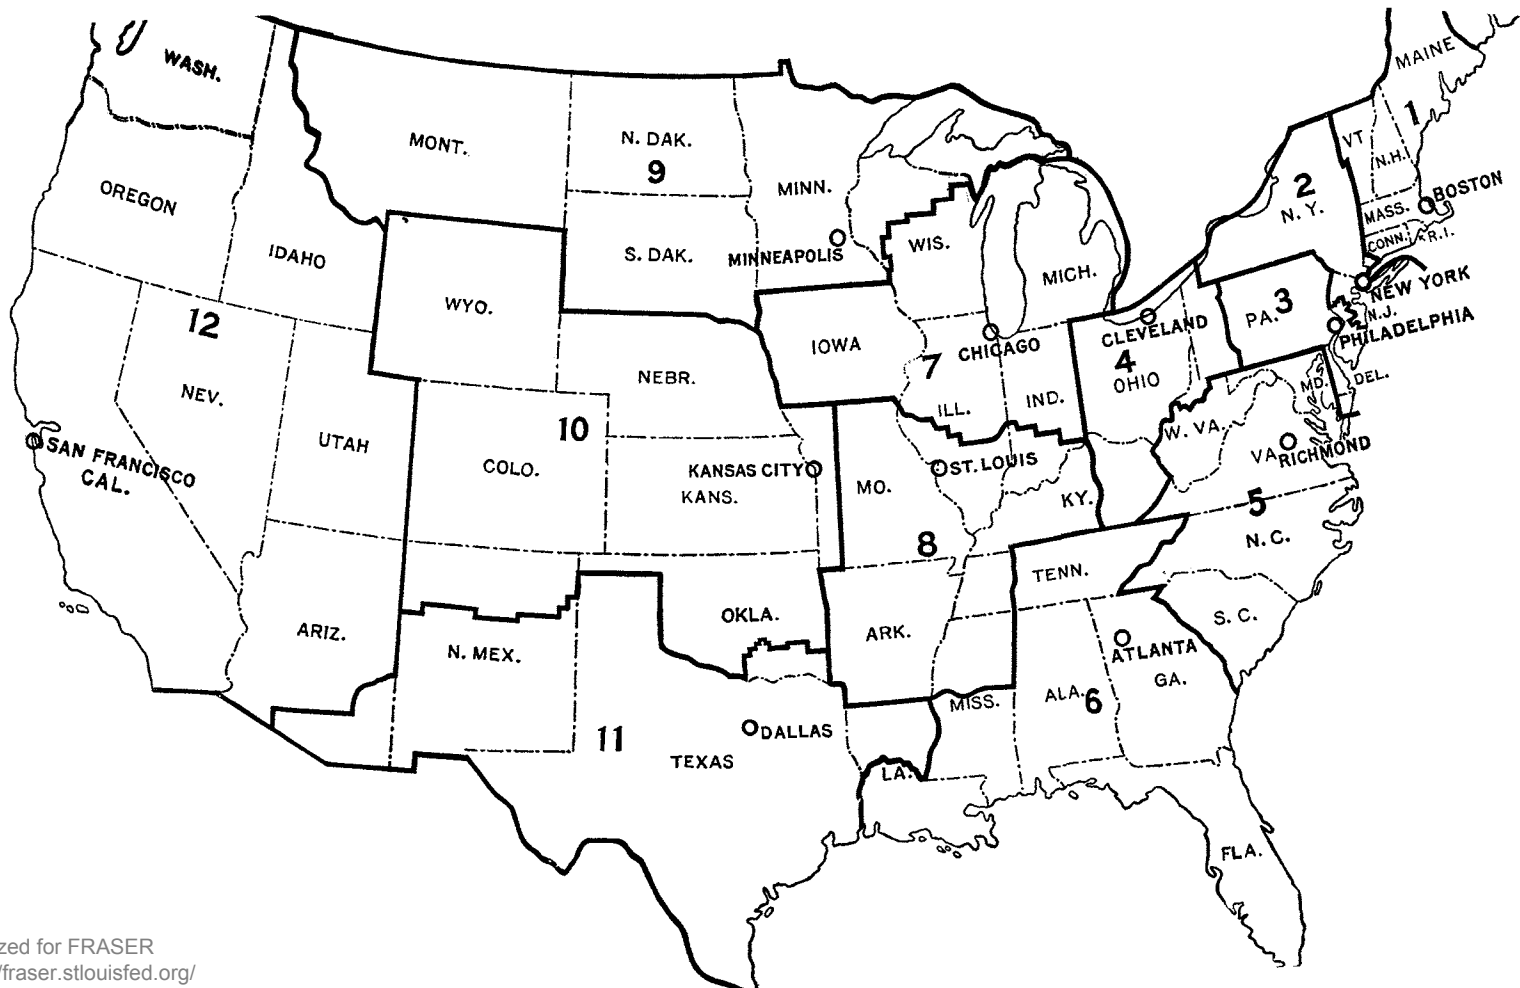 WASH.
MAINE
MONT.
N. DAK.
9
VT
1
N.H.
OREGON
MINN.
2
N. Y.
BOSTON
MASS.
IDAHO
S. DAK.
MINNEAPOLIS
WIS.
MICH.
CONN.
R.I.
NEW YORK
WYO.
12
3
PA.
N.J.
PHILADELPHIA
IOWA
7
CHICAGO
CLEVELAND
4
OHIO
NEV.
NEBR.
ILL.
IND.
MD.
DEL.
10
W. VA.
UTAH
SAN FRANCISCO
CAL.
COLO.
KANSAS CITY
KANS.
MO.
ST. LOUIS
KY.
VA.
RICHMOND
5
N. C.
8
TENN.
ARIZ.
N. MEX.
OKLA.
ARK.
S. C.
ATLANTA
GA.
ALA.
6
MISS.
11
DALLAS
TEXAS
LA.
FLA.
zed for FRASER
/fraser.stlouisfed.org/